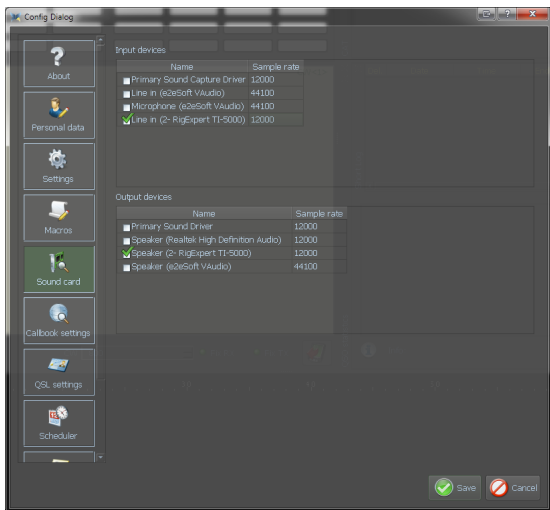 Config Dialog
About
Personal data
Settings
Macros
Sound card
Callbook settings
QSL settings
Scheduler
Input devices
Name Sample rate
Primary Sound Capture Driver 12000
Line in (e2eSoft VAudio) 44100
Microphone (e2eSoft VAudio) 44100
Line in (2- RigExpert TI-5000) 12000
Output devices
Name Sample rate
Primary Sound Driver 12000
Speaker (Realtek High Definition Audio) 12000
Speaker (2- RigExpert TI-5000) 12000
Speaker (e2eSoft VAudio) 44100
Save Cancel